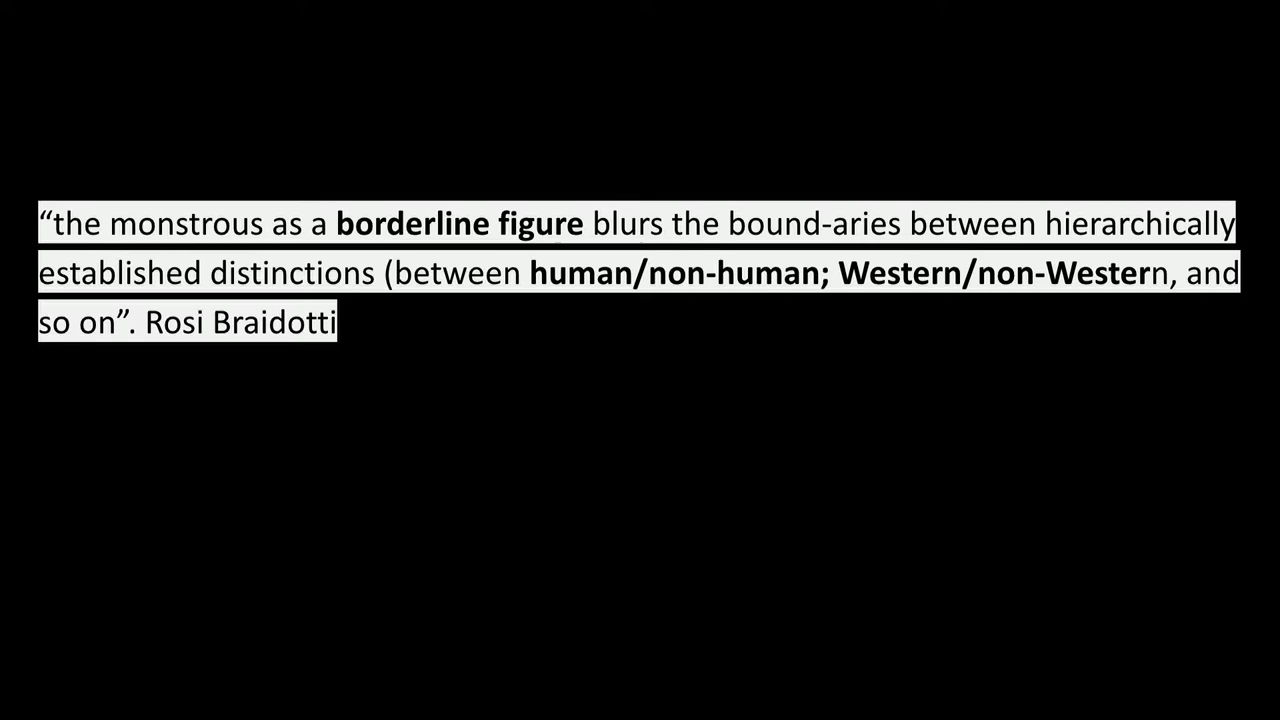 “the monstrous as a borderline figure blurs the bound-aries between hierarchically
established distinctions (between human/non-human; Western/non-Western, and
so on”. Rosi Braidotti